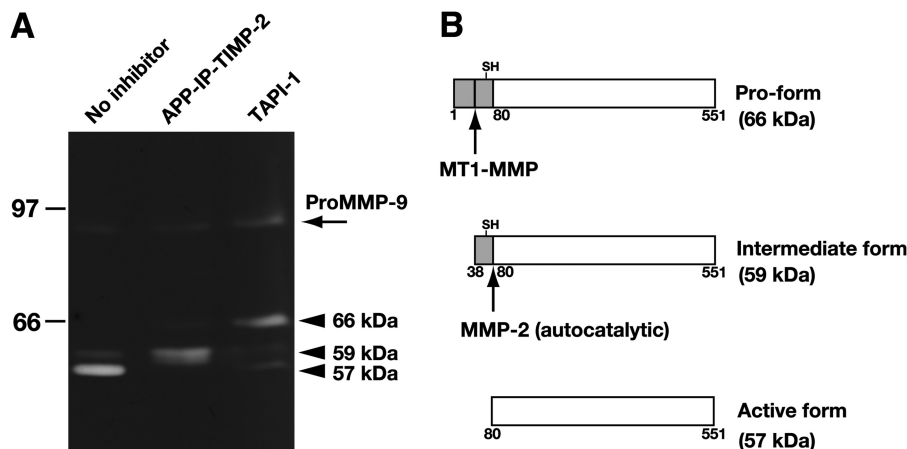 A
No inhibitor
APP-IP-TIMP-2
TAPI-1
97
ProMMP-9
66
66 kDa
59 kDa
57 kDa
B
SH
1
80
551
Pro-form
(66 kDa)
MT1-MMP
SH
38
80
551
Intermediate form
(59 kDa)
MMP-2 (autocatalytic)
80
551
Active form
(57 kDa)